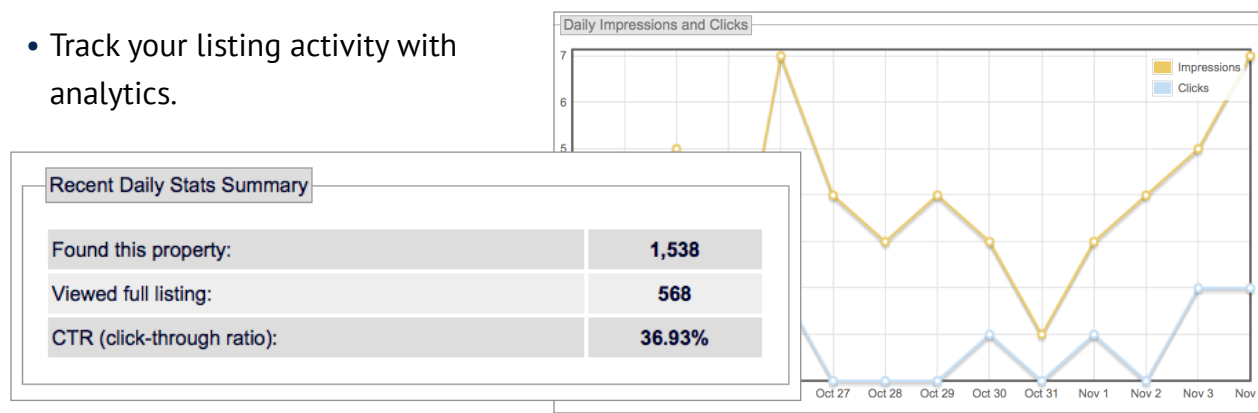 • Track your listing activity with
analytics.
Daily Impressions and Clicks
7
6
5
Impressions
Clicks
Oct 27 Oct 28 Oct 29 Oct 30 Oct 31 Nov 1 Nov 2 Nov 3 Nov
Recent Daily Stats Summary
Found this property: 1,538
Viewed full listing: 568
CTR (click-through ratio): 36.93%